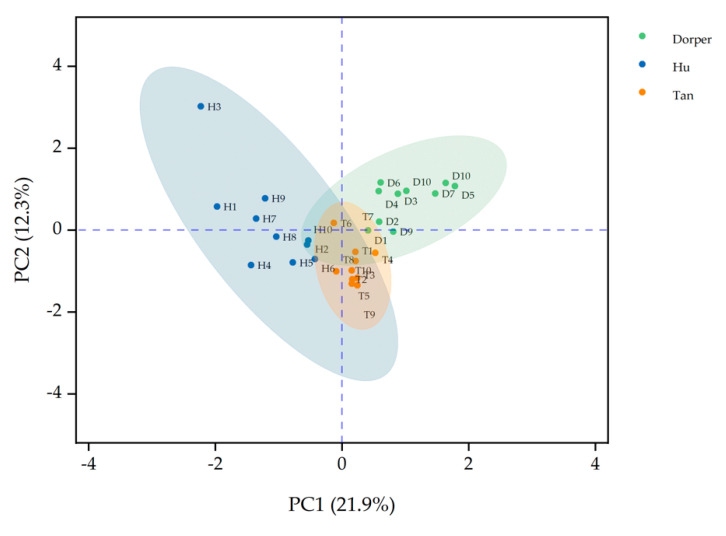 Dorper
Hu
Tan
4
2
0
-2
-4
PC2 (12.3%)
H3
H9
H1
H7
H8
H10
H2
H4
H5
H6
D6
D10
D10
D4
D3
D7
D5
D2
D9
D1
T6
T7
T1
T4
T8
T10
T3
T2
T5
T9
-4
-2
0
2
4
PC1 (21.9%)